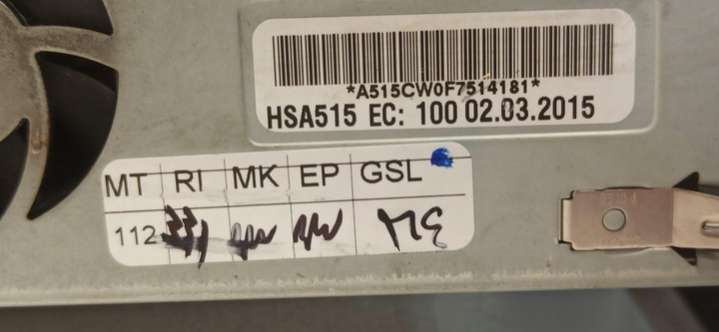 *A515CW0F7514181*
HSA515 EC: 100 02.03.2015
MT RI MK EP GSL
112